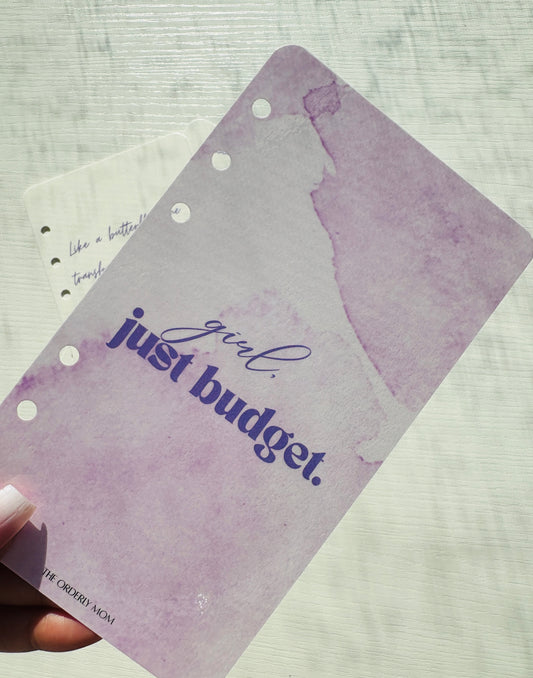 girl,
just budget.
THE ORDERLY MOM
Like a